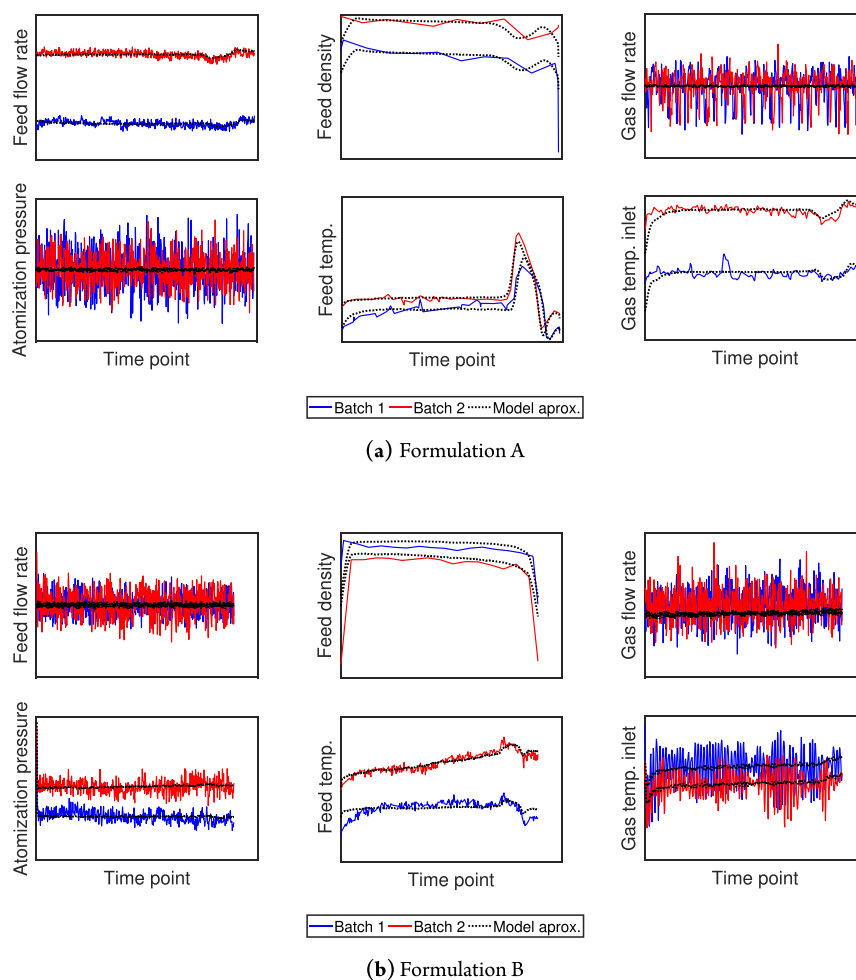 Feed flow rate
Feed density
Gas flow rate
Atomization pressure
Feed temp.
Gas temp. inlet
Time point
Time point
Time point
Batch 1 Batch 2 Model aprox.
(a) Formulation A
Feed flow rate
Feed density
Gas flow rate
Atomization pressure
Feed temp.
Gas temp. inlet
Time point
Time point
Time point
Batch 1 Batch 2 Model aprox.
(b) Formulation B